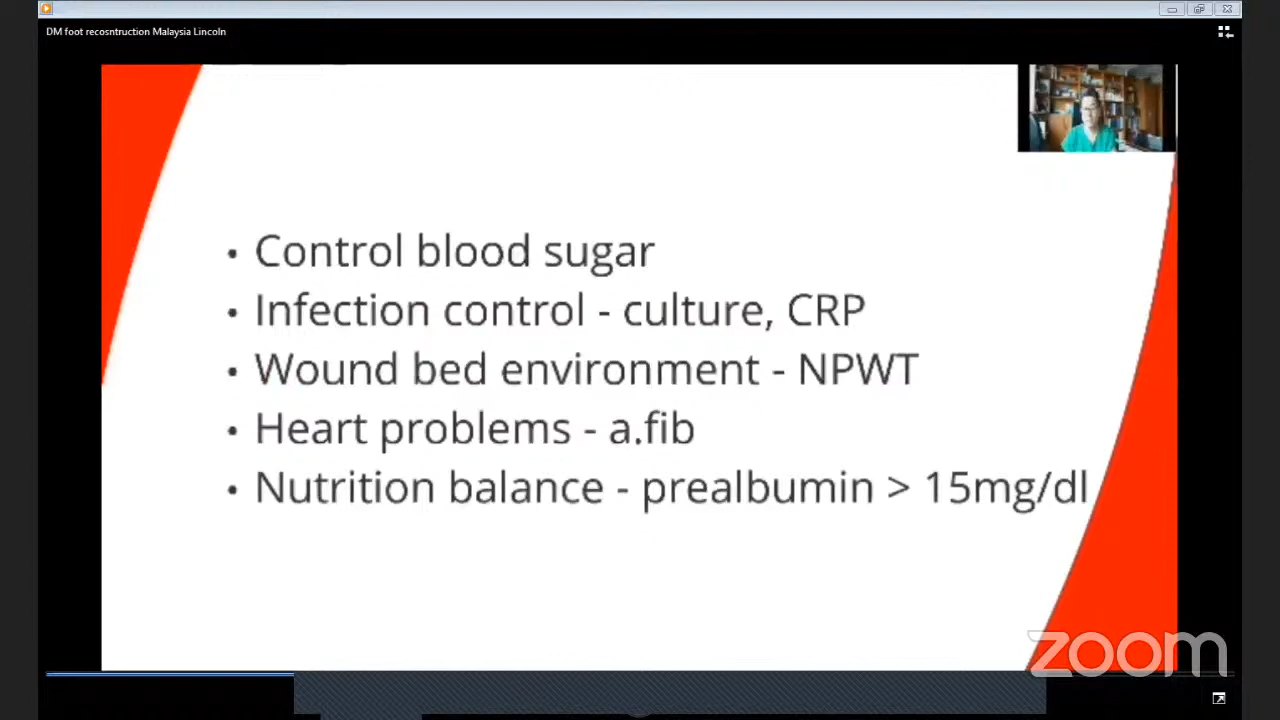 DM foot recosntruction Malaysia Lincoln
• Control blood sugar
• Infection control - culture, CRP
• Wound bed environment - NPWT
• Heart problems - a.fib
• Nutrition balance - prealbumin > 15mg/dl
zoom